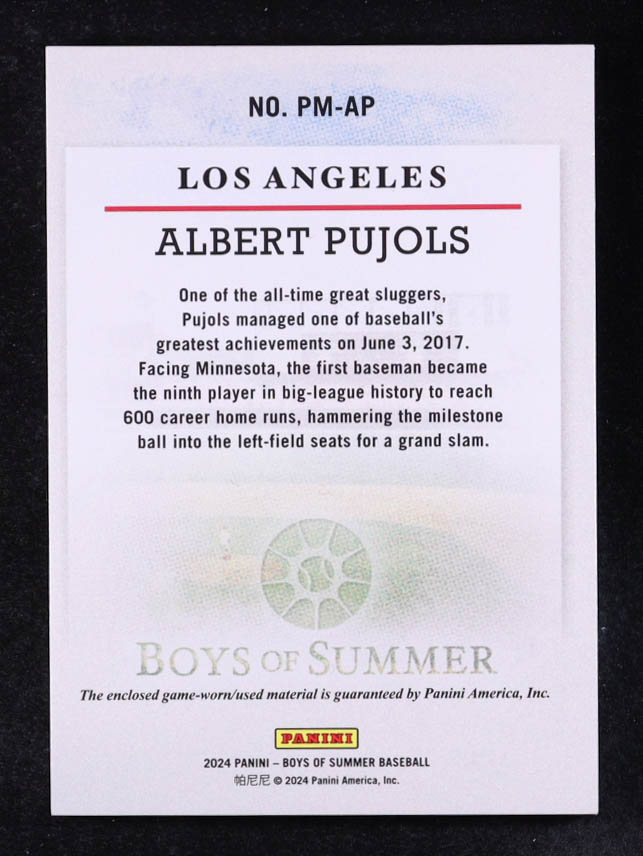 NO. PM-AP
LOS ANGELES
ALBERT PUJOLS
One of the all-time great sluggers,
Pujols managed one of baseball's
greatest achievements on June 3, 2017.
Facing Minnesota, the first baseman became
the ninth player in big-league history to reach
600 career home runs, hammering the milestone
ball into the left-field seats for a grand slam.
BOYS OF SUMMER
The enclosed game-worn/used material is guaranteed by Panini America, Inc.
PANINI
2024 PANINI – BOYS OF SUMMER BASEBALL
帕尼尼 © 2024 Panini America, Inc.